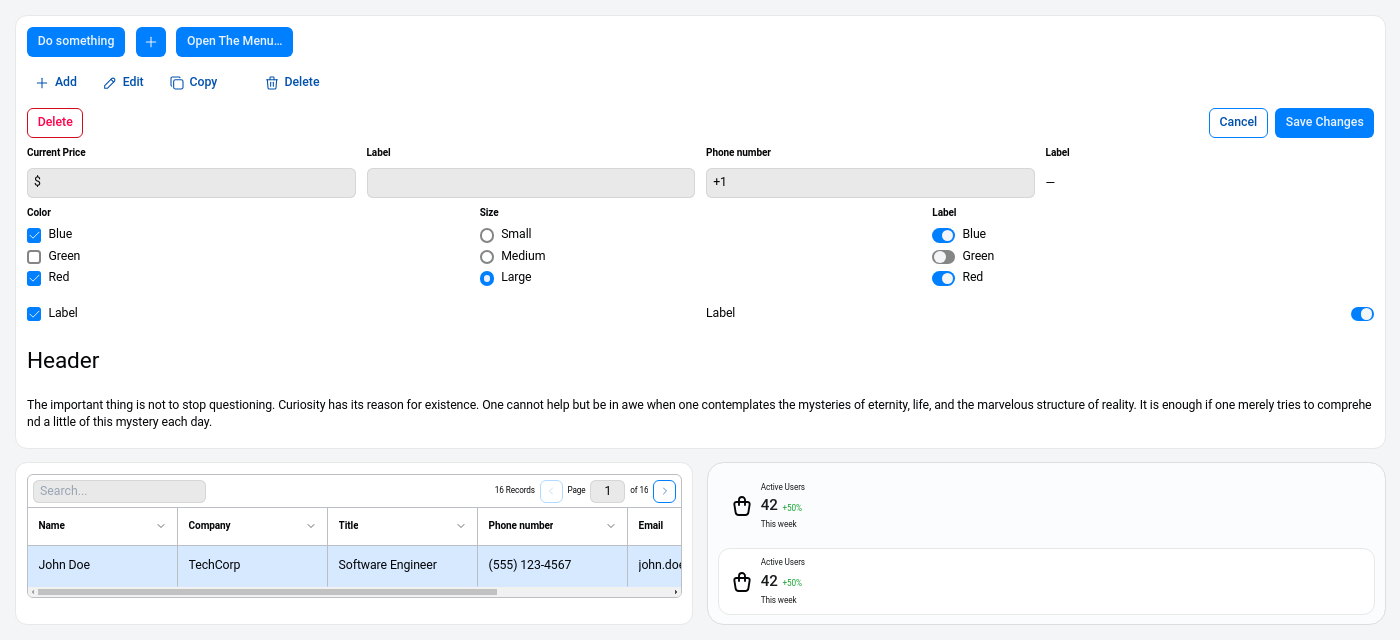 Do something + Open The Menu...
Add Edit Copy Delete
Delete Cancel Save Changes
Current Price Label Phone number Label
$ +1 —
Color Size Label
Blue Small Blue
Green Medium Green
Red Large Red
Label Label
Header
The important thing is not to stop questioning. Curiosity has its reason for existence. One cannot help but be in awe when one contemplates the mysteries of eternity, life, and the marvelous structure of reality. It is enough if one merely tries to comprehe
nd a little of this mystery each day.
Search... 16 Records Page 1 of 16
Name Company Title Phone number Email
John Doe TechCorp Software Engineer (555) 123-4567 john.doe
Active Users
42 +50%
This week
Active Users
42 +50%
This week